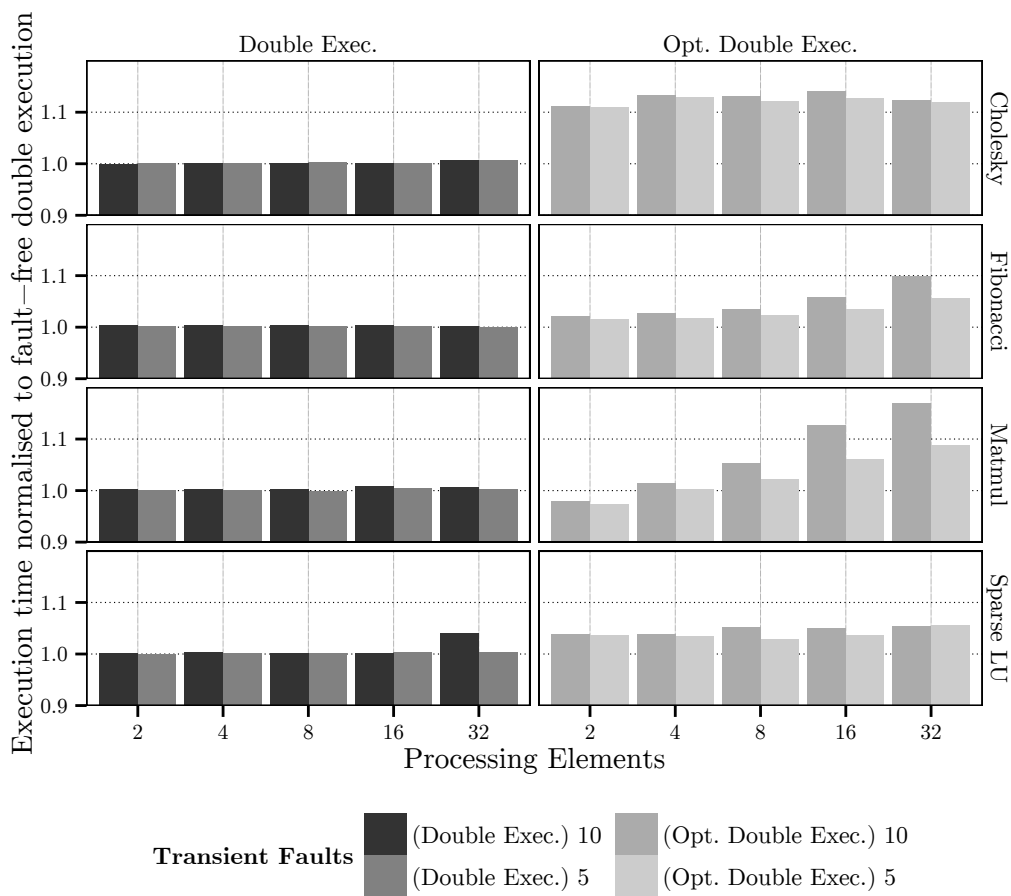 Double Exec.
Opt. Double Exec.
Execution time normalised to fault−free double execution
1.1
1.0
0.9
Cholesky
1.1
1.0
0.9
Fibonacci
1.1
1.0
0.9
Matmul
1.1
1.0
0.9
Sparse LU
2 4 8 16 32
2 4 8 16 32
Processing Elements
Transient Faults
(Double Exec.) 10
(Opt. Double Exec.) 10
(Double Exec.) 5
(Opt. Double Exec.) 5